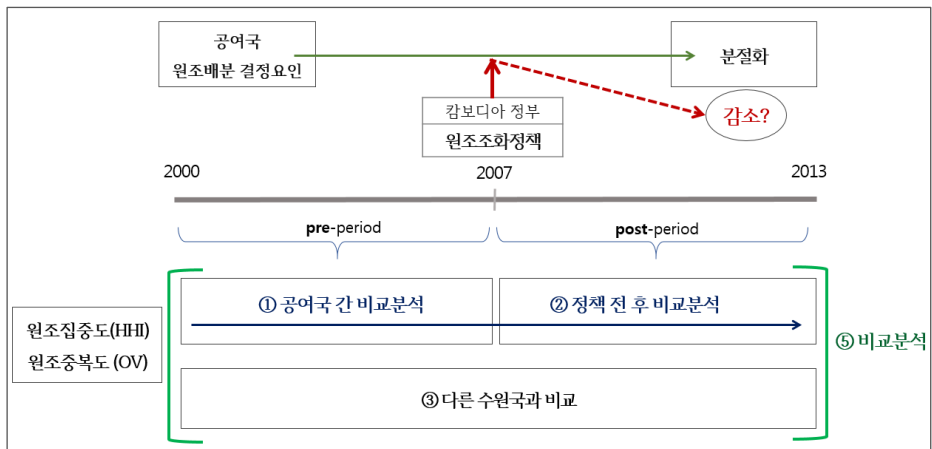 공여국
원조배분 결정요인
분절화
감소?
캄보디아 정부
원조조화정책
2000
2007
2013
pre-period
post-period
① 공여국 간 비교분석
② 정책 전 후 비교분석
원조집중도(HHI)
원조중복도 (OV)
⑤ 비교분석
③ 다른 수원국과 비교